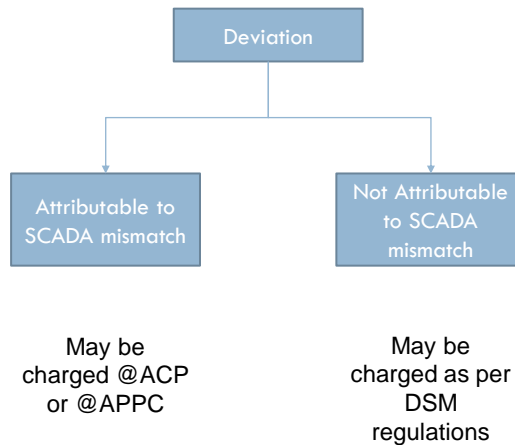 Deviation
Attributable to
SCADA mismatch
Not Attributable
to SCADA
mismatch
May be
charged @ACP
or @APPC
May be
charged as per
DSM
regulations